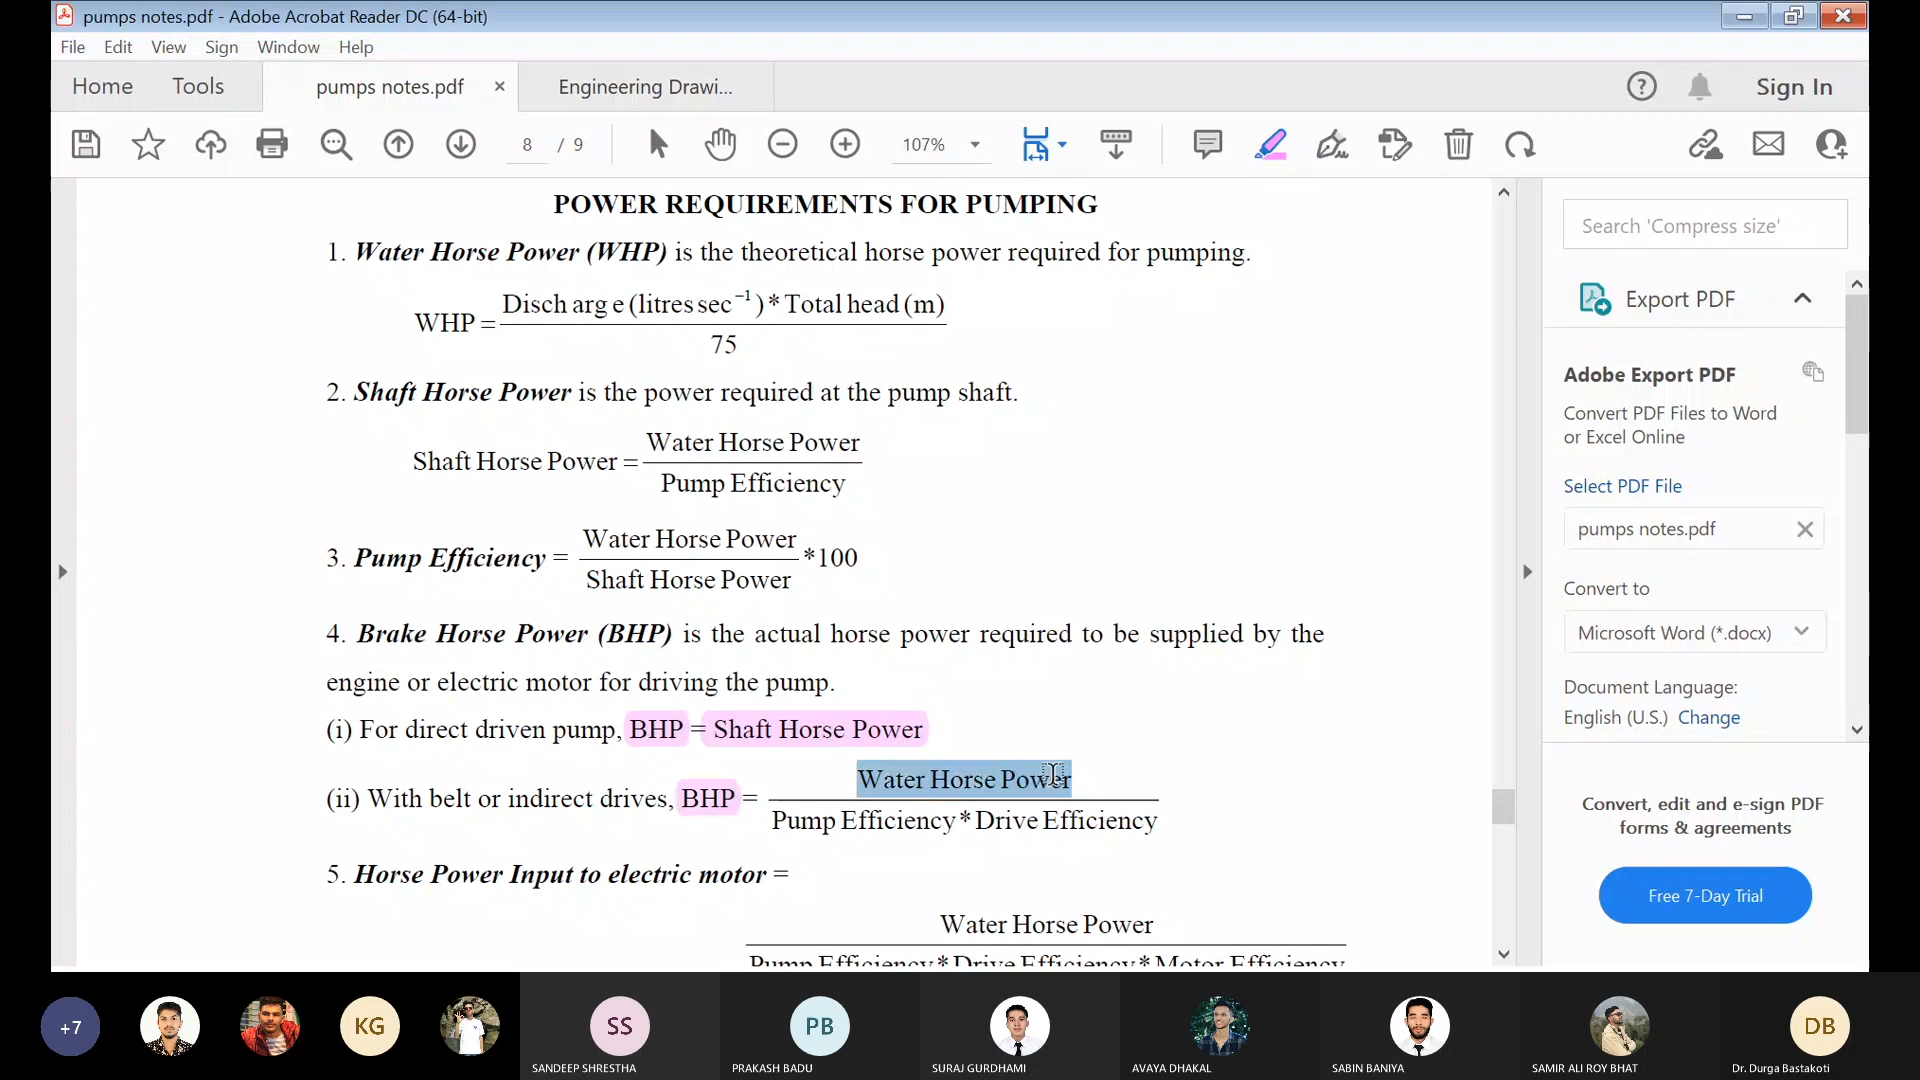 pumps notes.pdf - Adobe Acrobat Reader DC (64-bit)
File Edit View Sign Window Help
Home Tools pumps notes.pdf × Engineering Drawi... Sign In
8 / 9 107%
POWER REQUIREMENTS FOR PUMPING
1. Water Horse Power (WHP) is the theoretical horse power required for pumping.
WHP = Disch arg e (litres sec⁻¹) * Total head (m)
75
2. Shaft Horse Power is the power required at the pump shaft.
Shaft Horse Power = Water Horse Power
Pump Efficiency
3. Pump Efficiency = Water Horse Power *100
Shaft Horse Power
4. Brake Horse Power (BHP) is the actual horse power required to be supplied by the
engine or electric motor for driving the pump.
(i) For direct driven pump, BHP = Shaft Horse Power
(ii) With belt or indirect drives, BHP = Water Horse Power
Pump Efficiency * Drive Efficiency
5. Horse Power Input to electric motor =
Water Horse Power
Pump Efficiency * Drive Efficiency * Motor Efficiency
Search 'Compress size'
Export PDF
Adobe Export PDF
Convert PDF Files to Word
or Excel Online
Select PDF File
pumps notes.pdf
Convert to
Microsoft Word (*.docx)
Document Language:
English (U.S.) Change
Convert, edit and e-sign PDF
forms & agreements
Free 7-Day Trial
+7 KG SS PB DB
SANDEEP SHRESTHA PRAKASH BADU SURAJ GURDHAMI AVAYA DHAKAL SABIN BANIYA SAMIR ALI ROY BHAT Dr. Durga Bastakoti